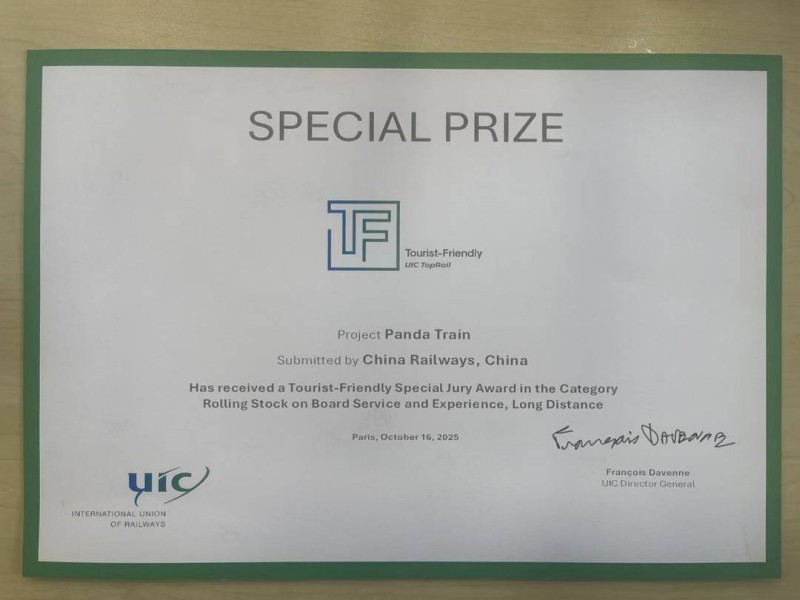 SPECIAL PRIZE
TF
Tourist-Friendly
UIC TopRail
Project Panda Train
Submitted by China Railways, China
Has received a Tourist-Friendly Special Jury Award in the Category
Rolling Stock on Board Service and Experience, Long Distance
Paris, October 16, 2025
François Davenne
François Davenne
UIC Director General
uic
INTERNATIONAL UNION
OF RAILWAYS